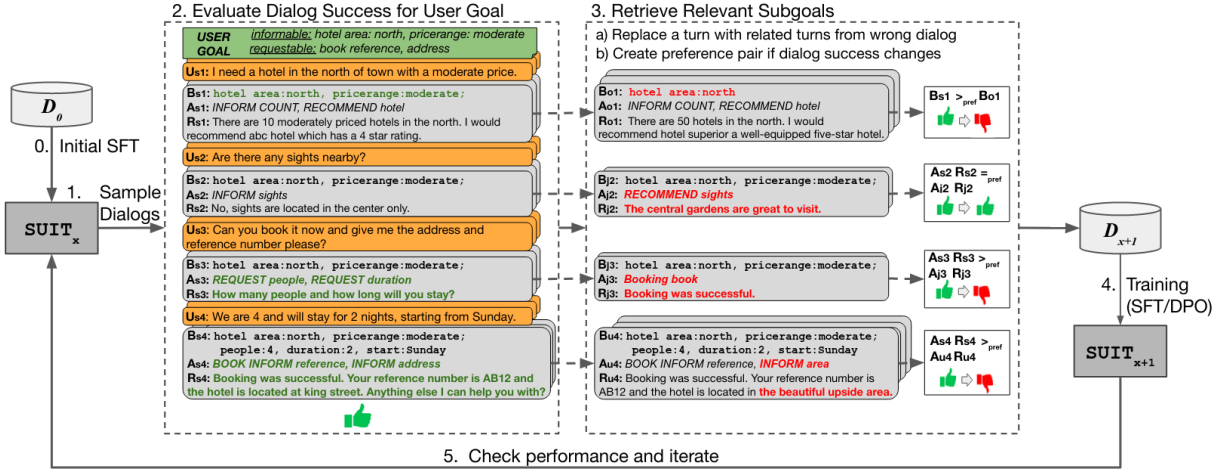 2. Evaluate Dialog Success for User Goal
USER GOAL
informable: hotel area: north, pricerange: moderate
requestable: book reference, address
Us1: I need a hotel in the north of town with a moderate price.
Bs1: hotel area:north, pricerange:moderate;
As1: INFORM COUNT, RECOMMEND hotel
Rs1: There are 10 moderately priced hotels in the north. I would
recommend abc hotel which has a 4 star rating.
Us2: Are there any sights nearby?
Bs2: hotel area:north, pricerange:moderate;
As2: INFORM sights
Rs2: No, sights are located in the center only.
Us3: Can you book it now and give me the address and
reference number please?
Bs3: hotel area:north, pricerange:moderate;
As3: REQUEST people, REQUEST duration
Rs3: How many people and how long will you stay?
Us4: We are 4 and will stay for 2 nights, starting from Sunday.
Bs4: hotel area:north, pricerange:moderate;
people:4, duration:2, start:Sunday
As4: BOOK INFORM reference, INFORM address
Rs4: Booking was successful. Your reference number is AB12 and
the hotel is located at king street. Anything else I can help you with?
3. Retrieve Relevant Subgoals
a) Replace a turn with related turns from wrong dialog
b) Create preference pair if dialog success changes
Bo1: hotel area:north
Ao1: INFORM COUNT, RECOMMEND hotel
Ro1: There are 50 hotels in the north. I would
recommend hotel superior a well-equipped five-star hotel.
Bs1 >pref Bo1
Bj2: hotel area:north, pricerange:moderate;
Aj2: RECOMMEND sights
Rj2: The central gardens are great to visit.
As2 Rs2 =pref
Aj2 Rj2
Bj3: hotel area:north, pricerange:moderate;
Aj3: Booking book
Rj3: Booking was successful.
As3 Rs3 >pref
Aj3 Rj3
Bu4: hotel area:north, pricerange:moderate;
people:4, duration:2, start:Sunday
Au4: BOOK INFORM reference, INFORM area
Ru4: Booking was successful. Your reference number is
AB12 and the hotel is located in the beautiful upside area.
As4 Rs4 >pref
Au4 Ru4
D0
0. Initial SFT
1. Sample
Dialogs
SUITx
Dx+1
4. Training
(SFT/DPO)
SUITx+1
5. Check performance and iterate